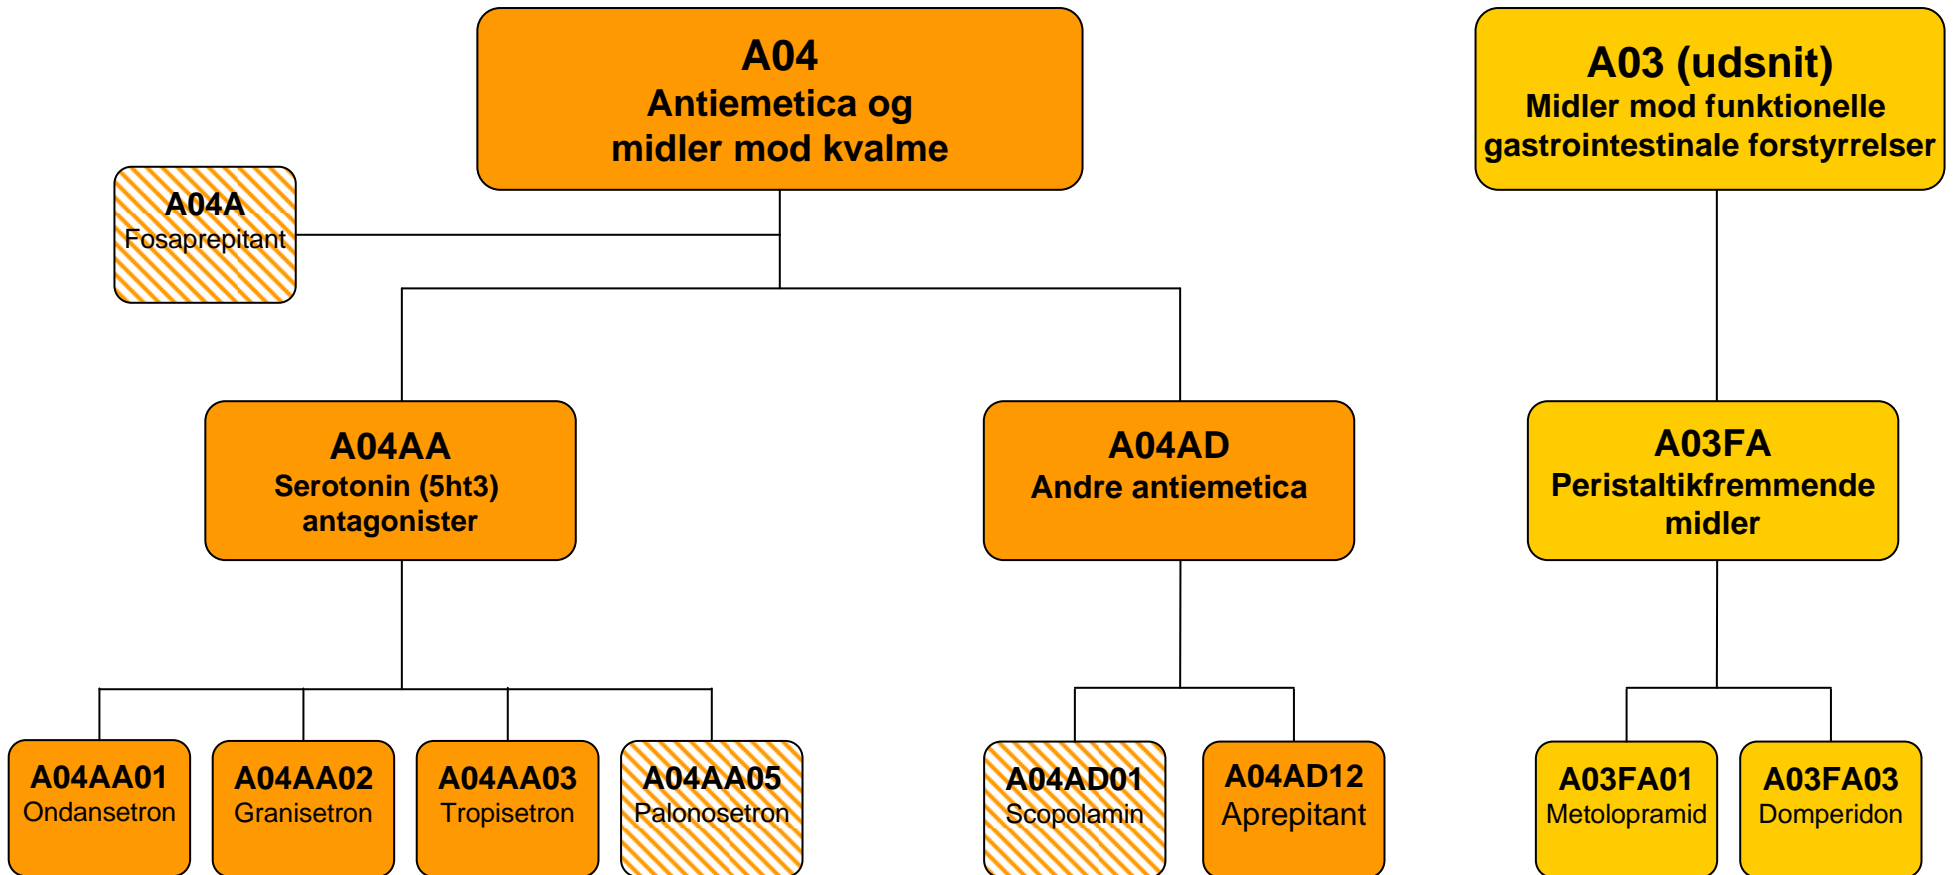 A04
Antiemetica og
midler mod kvalme
A03 (udsnit)
Midler mod funktionelle
gastrointestinale forstyrrelser
A04A
Fosaprepitant
A04AA
Serotonin (5ht3)
antagonister
A04AD
Andre antiemetica
A03FA
Peristaltikfremmende
midler
A04AA01
Ondansetron
A04AA02
Granisetron
A04AA03
Tropisetron
A04AA05
Palonosetron
A04AD01
Scopolamin
A04AD12
Aprepitant
A03FA01
Metolopramid
A03FA03
Domperidon